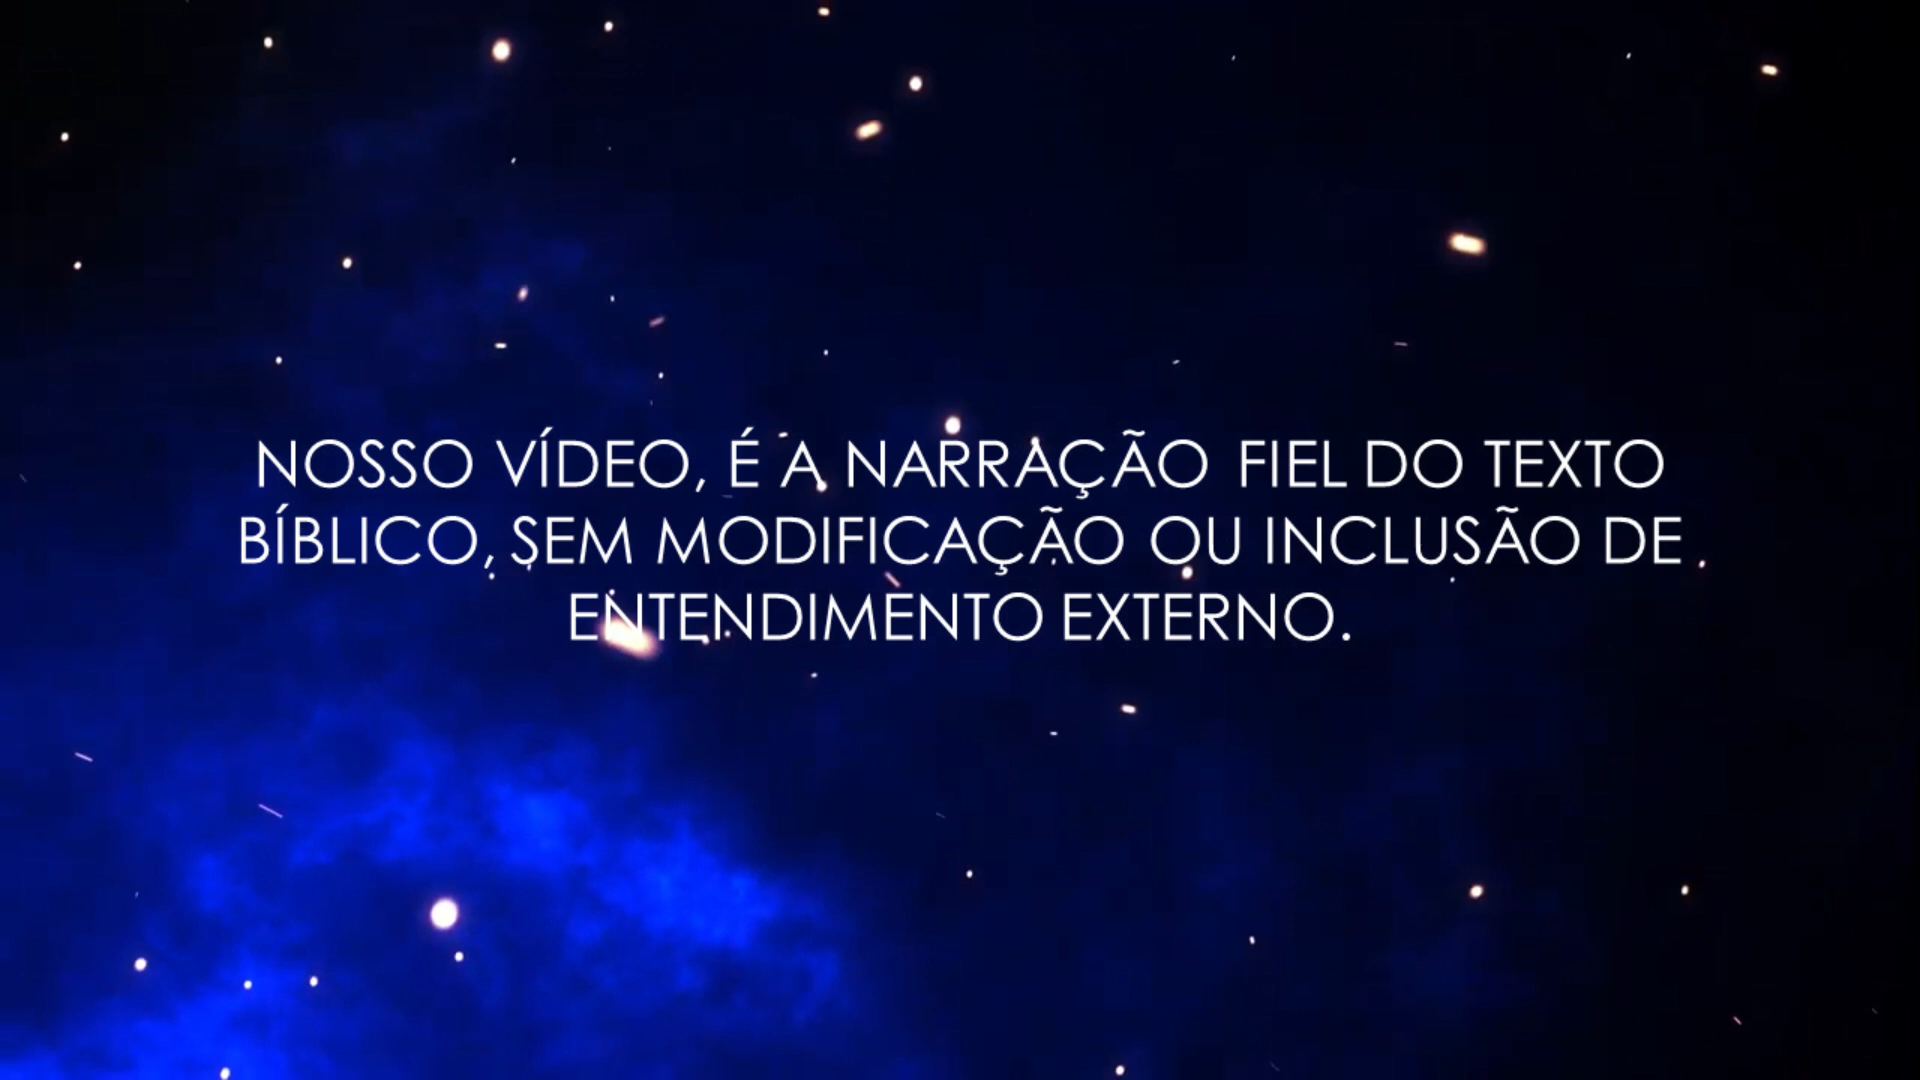 NOSSO VÍDEO, É A NARRAÇÃO FIEL DO TEXTO
BÍBLICO, SEM MODIFICAÇÃO OU INCLUSÃO DE
ENTENDIMENTO EXTERNO.